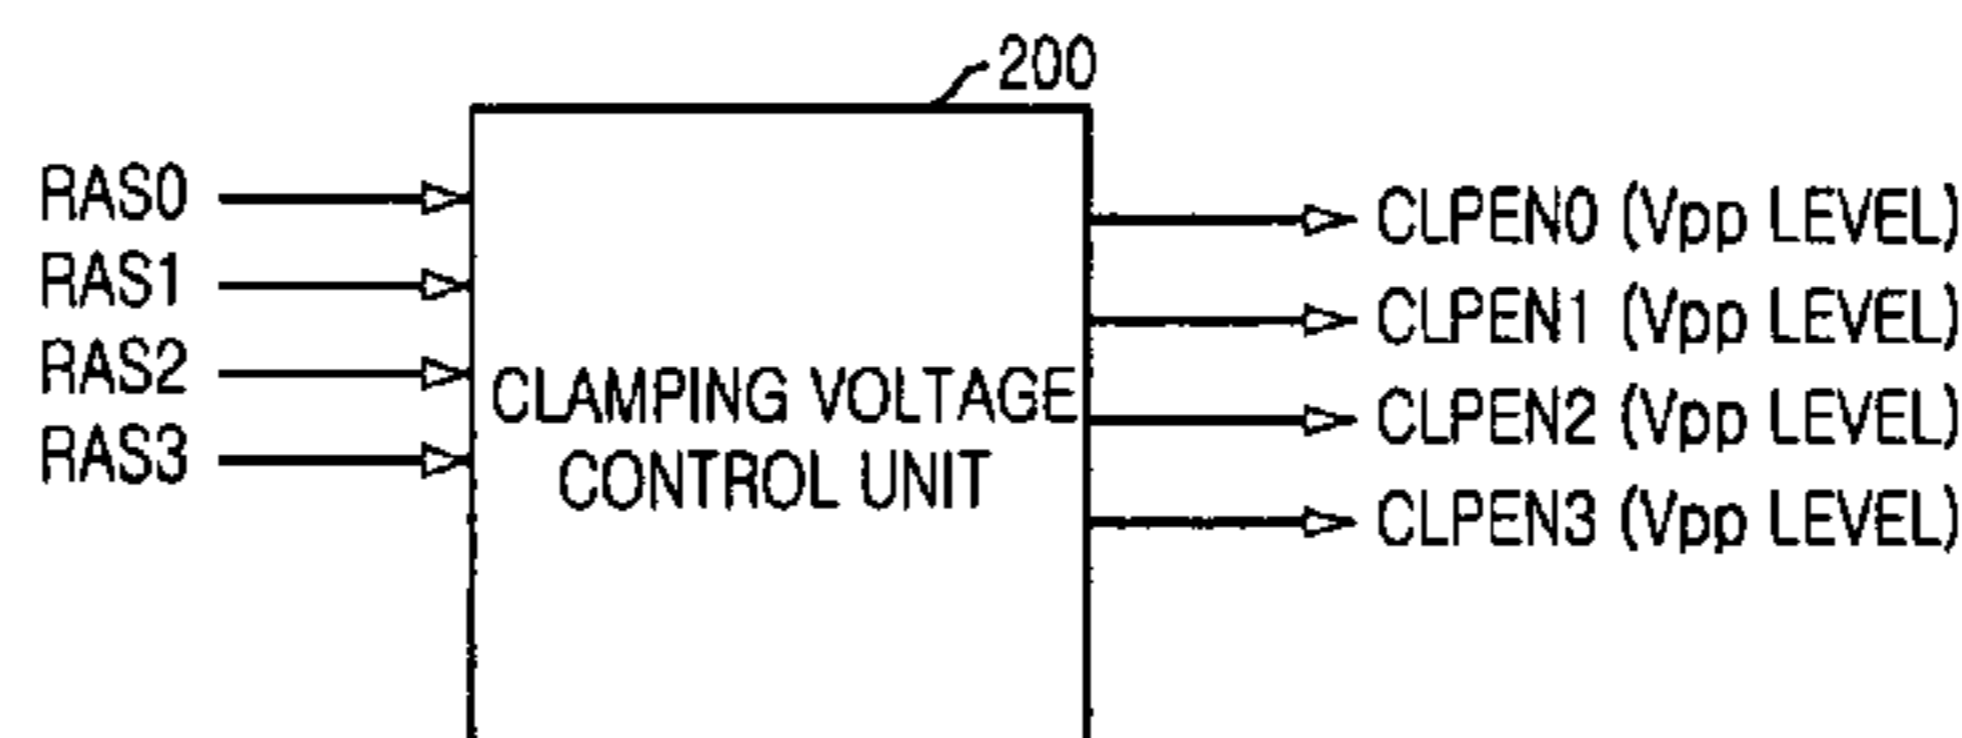 200
RAS0
RAS1
RAS2
RAS3
CLAMPING VOLTAGE
CONTROL UNIT
CLPEN0 (Vpp LEVEL)
CLPEN1 (Vpp LEVEL)
CLPEN2 (Vpp LEVEL)
CLPEN3 (Vpp LEVEL)